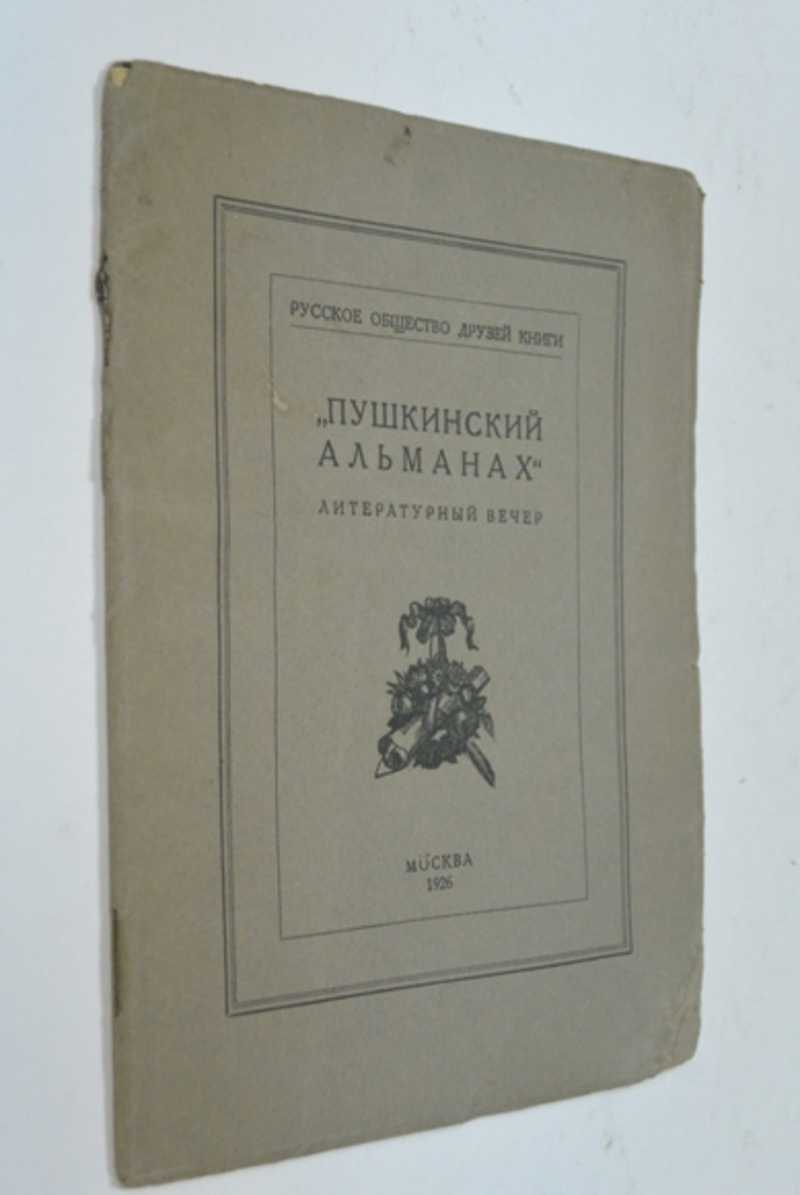 РУССКОЕ ОБЩЕСТВО ДРУЗЕЙ КНИГИ
„ПУШКИНСКИЙ
АЛЬМАНАХ“
ЛИТЕРАТУРНЫЙ ВЕЧЕР
МОСКВА
1926